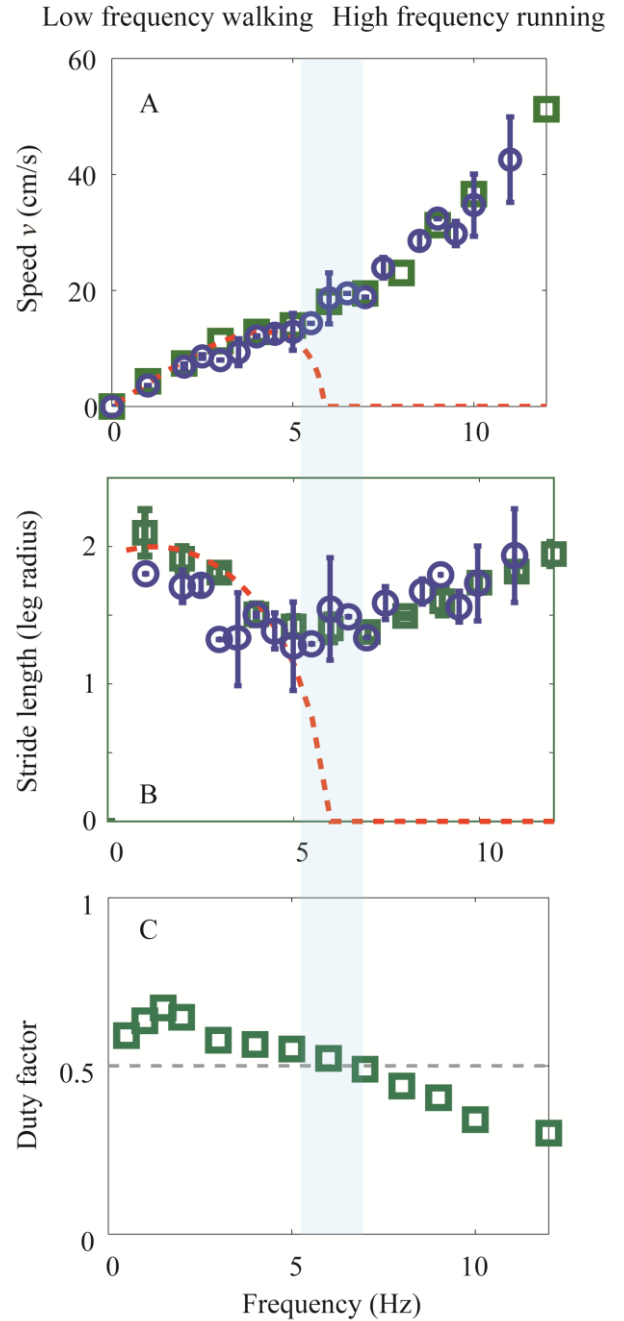 Low frequency walking High frequency running
60
A
40
Speed v (cm/s)
20
0
0 5 10
2
Stride length (leg radius)
1
B
0
0 5 10
1
C
Duty factor
0.5
0
0 5 10
Frequency (Hz)